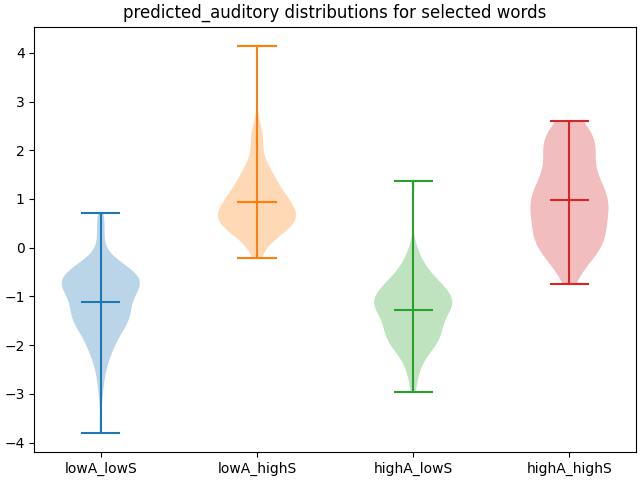 predicted_auditory distributions for selected words
4
3
2
1
0
−1
−2
−3
−4
lowA_lowS
lowA_highS
highA_lowS
highA_highS